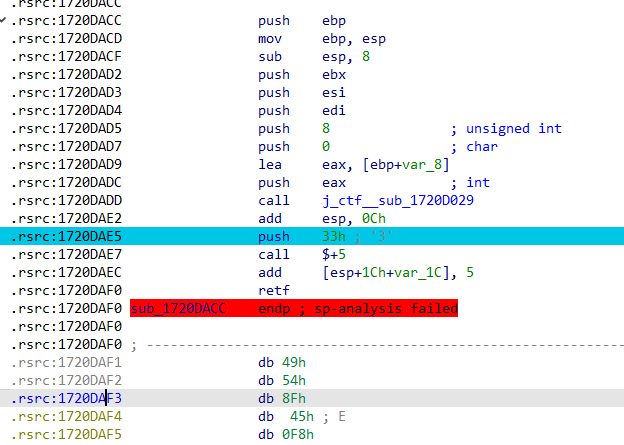 .rsrc:1720DACC
.rsrc:1720DACC push ebp
.rsrc:1720DACD mov ebp, esp
.rsrc:1720DACF sub esp, 8
.rsrc:1720DAD2 push ebx
.rsrc:1720DAD3 push esi
.rsrc:1720DAD4 push edi
.rsrc:1720DAD5 push 8 ; unsigned int
.rsrc:1720DAD7 push 0 ; char
.rsrc:1720DAD9 lea eax, [ebp+var_8]
.rsrc:1720DADC push eax ; int
.rsrc:1720DADD call j_ctf__sub_1720D029
.rsrc:1720DAE2 add esp, 0Ch
.rsrc:1720DAE5 push 33h ; '3'
.rsrc:1720DAE7 call $+5
.rsrc:1720DAEC add [esp+1Ch+var_1C], 5
.rsrc:1720DAF0 retf
.rsrc:1720DAF0 sub_1720DACC endp ; sp-analysis failed
.rsrc:1720DAF0
.rsrc:1720DAF0 ; ---------------------------------------------------------------
.rsrc:1720DAF1 db 49h
.rsrc:1720DAF2 db 54h
.rsrc:1720DAF3 db 8Fh
.rsrc:1720DAF4 db 45h ; E
.rsrc:1720DAF5 db 0F8h